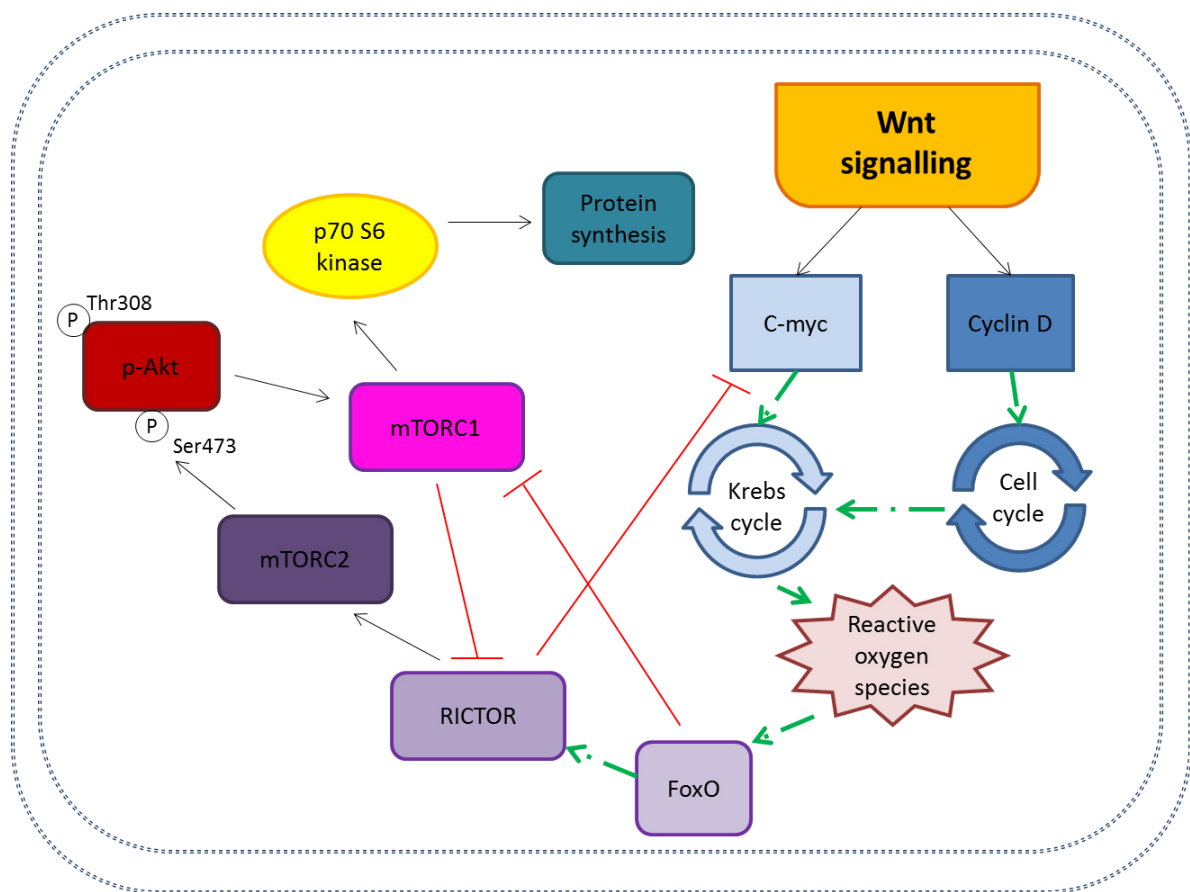 Wnt
signalling
Protein
synthesis
p70 S6
kinase
Thr308
P
p-Akt
P
Ser473
C-myc
Cyclin D
mTORC1
Krebs
cycle
Cell
cycle
mTORC2
Reactive
oxygen
species
RICTOR
FoxO